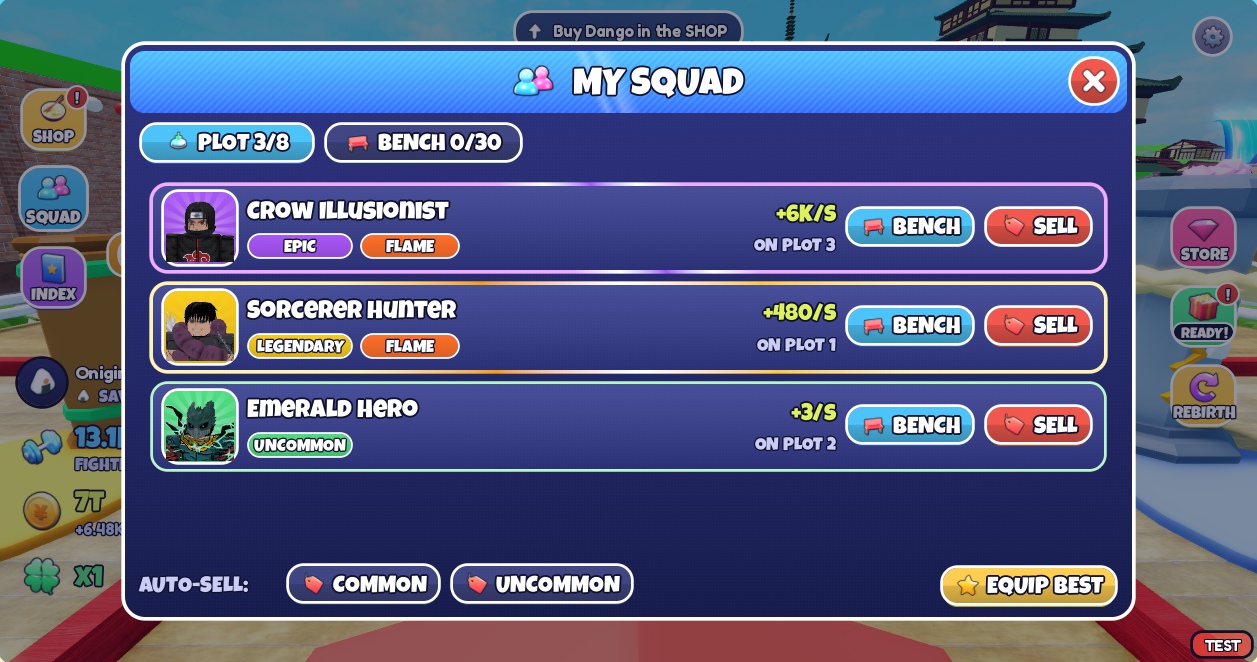 Buy Dango in the SHOP
MY SQUAD
PLOT 3/8
BENCH 0/30
CROW ILLUSIONIST
EPIC
FLAME
+6K/S
ON PLOT 3
BENCH
SELL
SORCERER HUNTER
LEGENDARY
FLAME
+480/S
ON PLOT 1
BENCH
SELL
EMERALD HERO
UNCOMMON
+3/S
ON PLOT 2
BENCH
SELL
AUTO-SELL:
COMMON
UNCOMMON
EQUIP BEST
!
SHOP
SQUAD
INDEX
7T
X1
STORE
!
READY!
REBIRTH
TEST